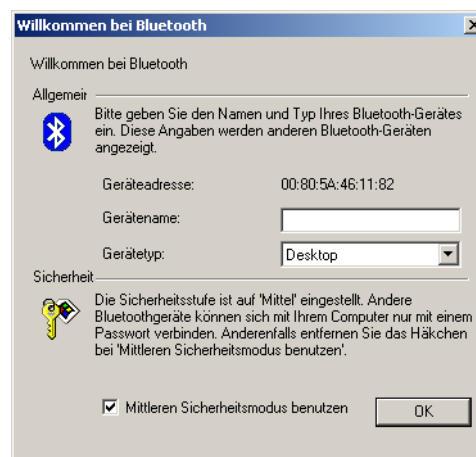 Willkommen bei Bluetooth
Willkommen bei Bluetooth
Allgemein
Bitte geben Sie den Namen und Typ Ihres Bluetooth-Gerätes
ein. Diese Angaben werden anderen Bluetooth-Geräten
angezeigt.
Geräteadresse: 00:80:5A:46:11:82
Gerätename:
Gerätetyp: Desktop
Sicherheit
Die Sicherheitsstufe ist auf 'Mittel' eingestellt. Andere
Bluetoothgeräte können sich mit Ihrem Computer nur mit einem
Passwort verbinden. Anderenfalls entfernen Sie das Häkchen
bei 'Mittleren Sicherheitsmodus benutzen'.
Mittleren Sicherheitsmodus benutzen OK